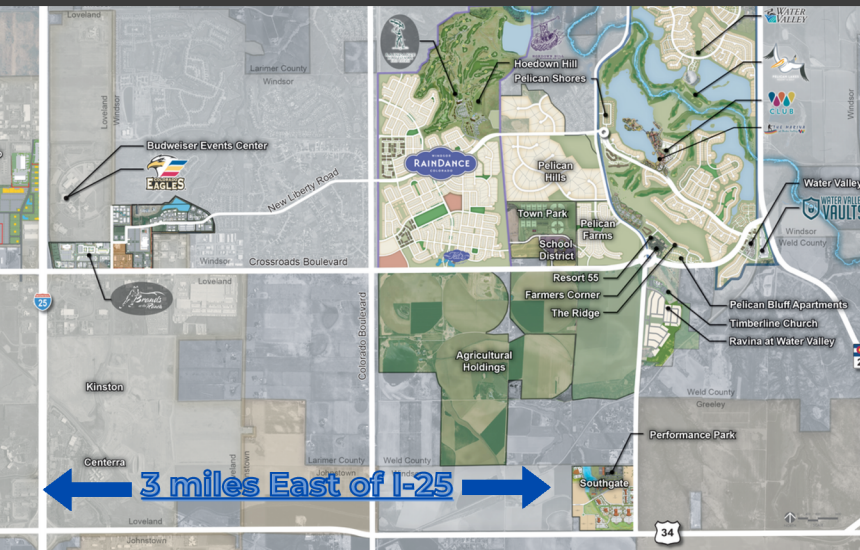 WATER
VALLEY
Loveland
Larimer County
Windsor
Hoedown Hill
Pelican Shores
CLUB
Loveland
Windsor
Windsor
Budweiser Events Center
EAGLES
WINDSOR
RAINDANCE
COLORADO
New Liberty Road
Pelican
Hills
Water Valley
WATER VALLEY
VAULTS
Town Park
Pelican
Farms
School
District
Windsor
Weld County
Windsor
Crossroads Boulevard
Loveland
Resort 55
Farmers Corner
The Ridge
25
Brands
Pelican Bluff Apartments
Timberline Church
Ravina at Water Valley
Colorado Boulevard
Agricultural
Holdings
Kinston
Weld County
Greeley
Performance Park
Centerra
Larimer County
Johnstown
Weld County
3 miles East of I-25
Southgate
Loveland
Johnstown
34